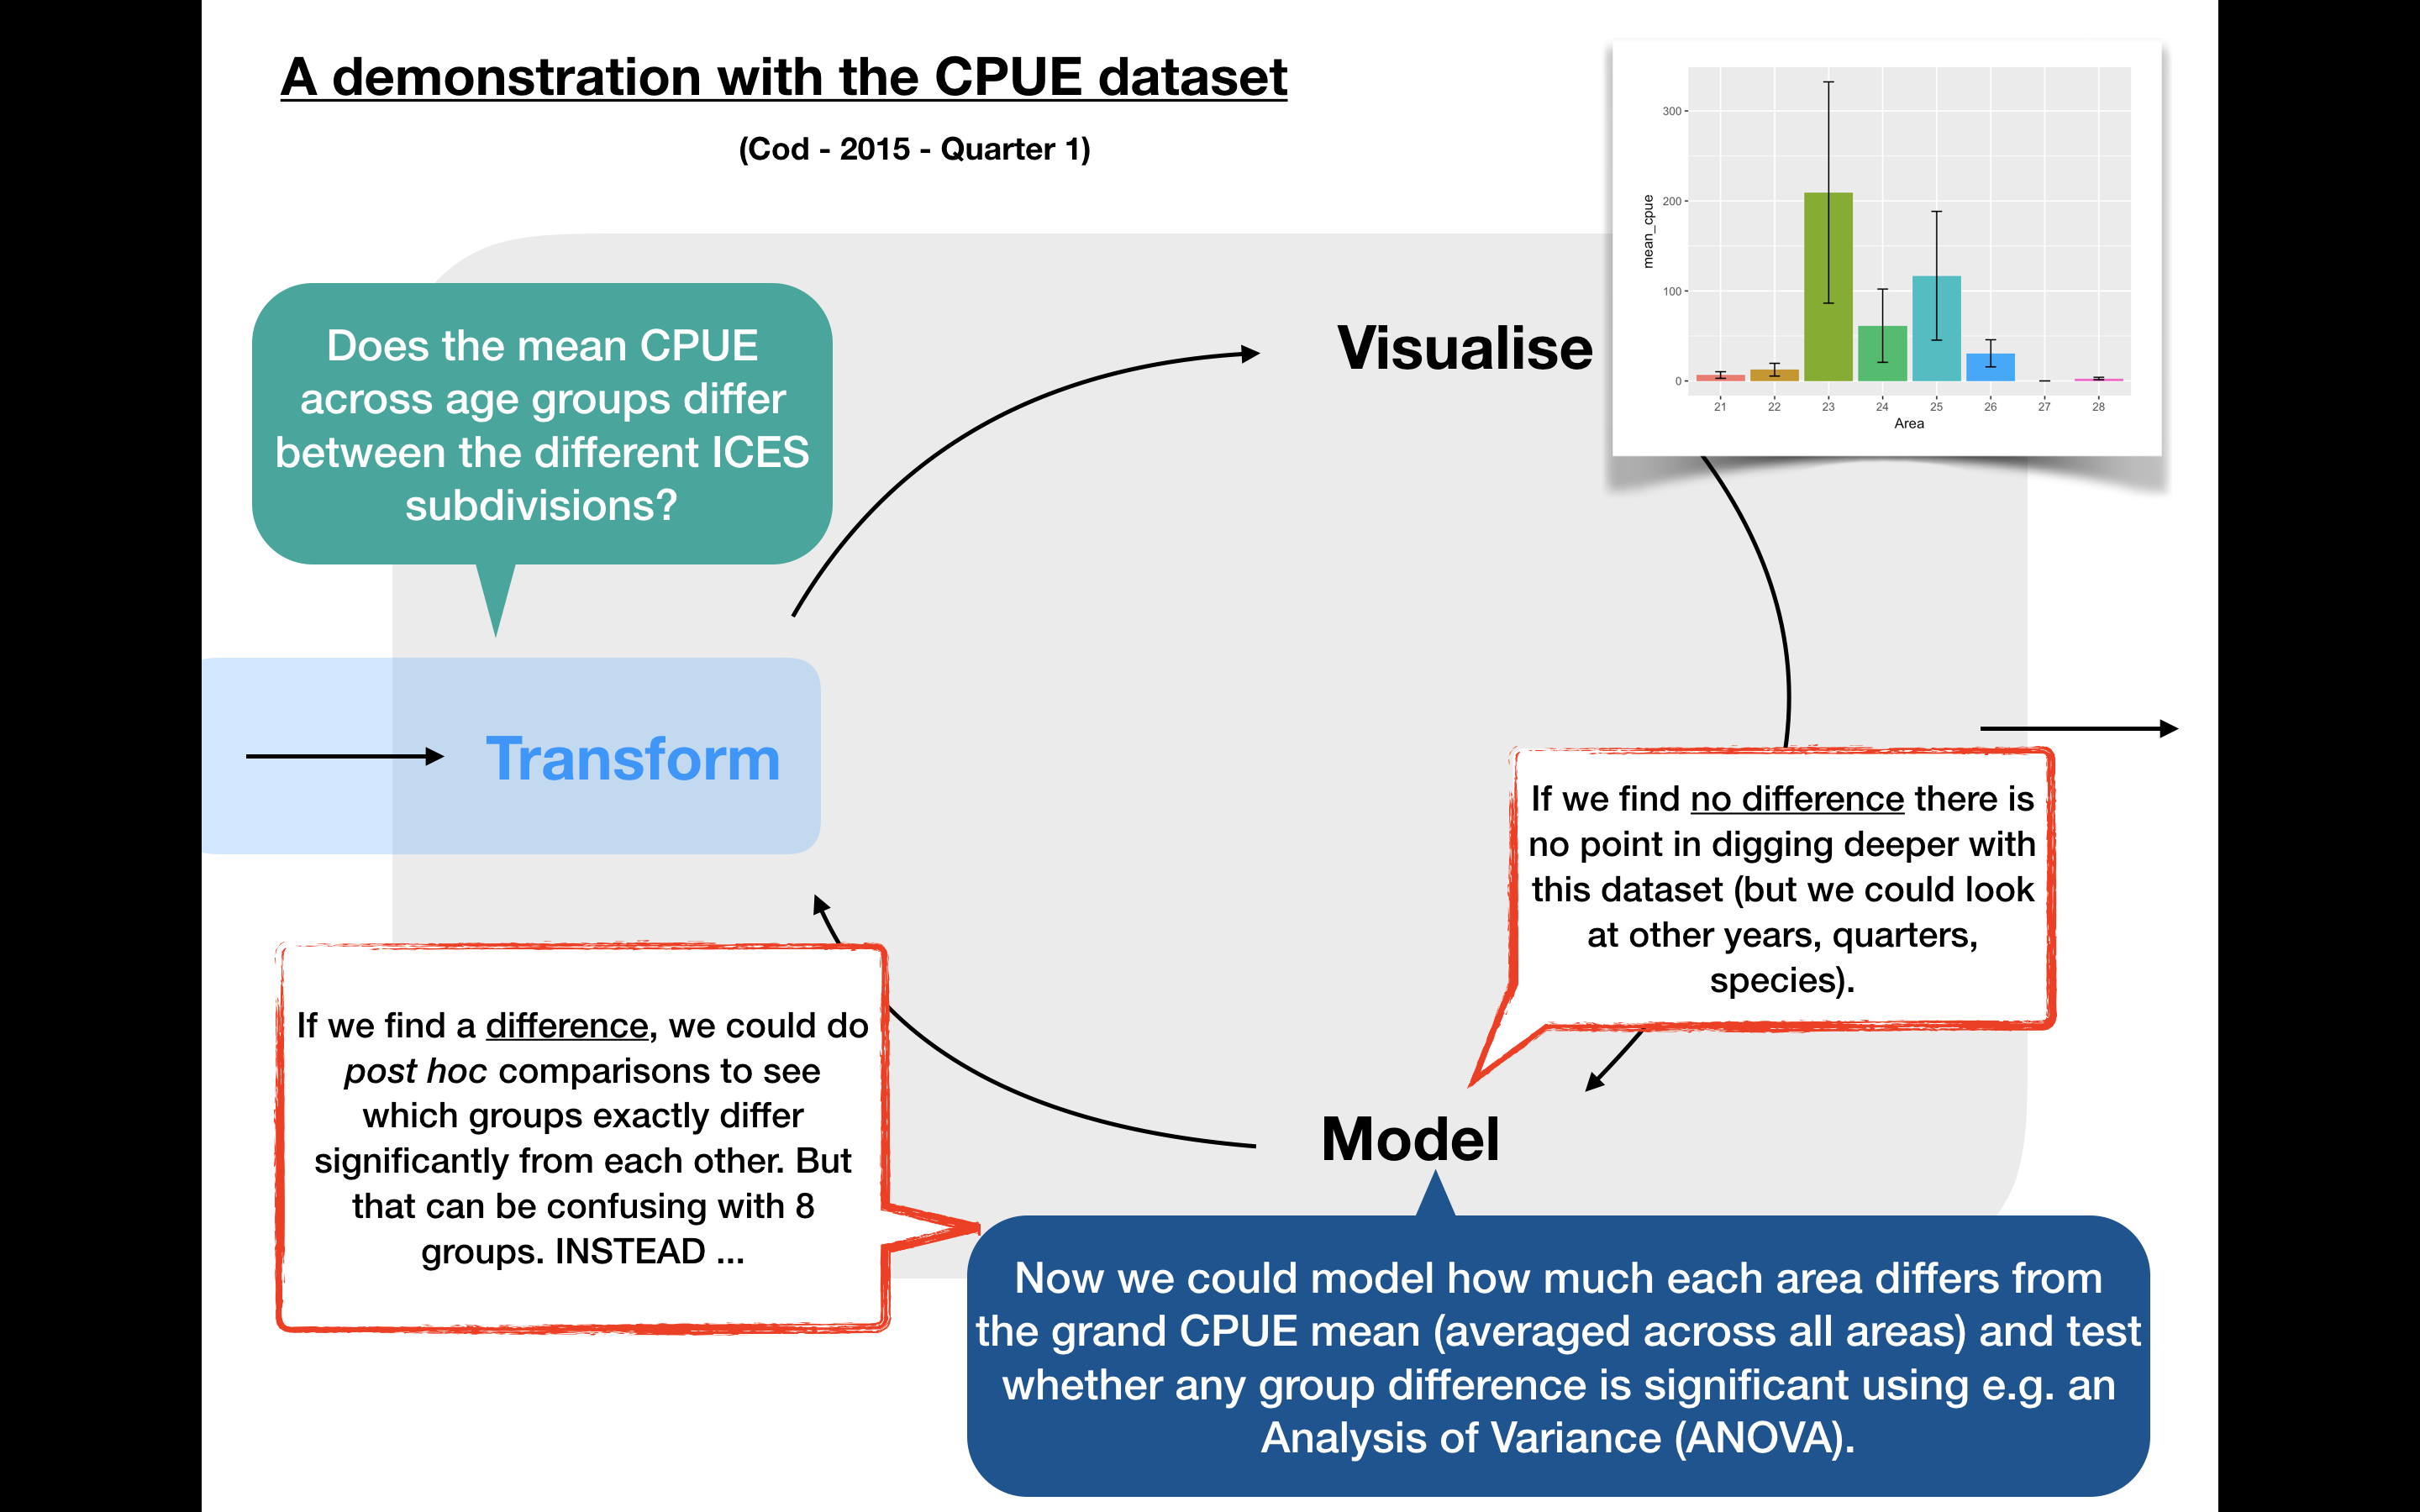 A demonstration with the CPUE dataset
(Cod - 2015 - Quarter 1)
300
200
100
0
mean_cpue
21 22 23 24 25 26 27 28
Area
Does the mean CPUE
across age groups differ
between the different ICES
subdivisions?
Visualise
Transform
If we find no difference there is
no point in digging deeper with
this dataset (but we could look
at other years, quarters,
species).
If we find a difference, we could do
post hoc comparisons to see
which groups exactly differ
significantly from each other. But
that can be confusing with 8
groups. INSTEAD ...
Model
Now we could model how much each area differs from
the grand CPUE mean (averaged across all areas) and test
whether any group difference is significant using e.g. an
Analysis of Variance (ANOVA).